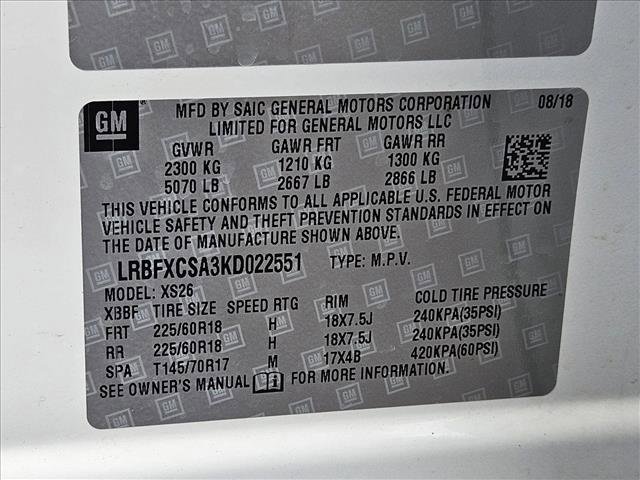 GM
MFD BY SAIC GENERAL MOTORS CORPORATION 08/18
LIMITED FOR GENERAL MOTORS LLC
GVWR GAWR FRT GAWR RR
2300 KG 1210 KG 1300 KG
5070 LB 2667 LB 2866 LB
THIS VEHICLE CONFORMS TO ALL APPLICABLE U.S. FEDERAL MOTOR
VEHICLE SAFETY AND THEFT PREVENTION STANDARDS IN EFFECT ON
THE DATE OF MANUFACTURE SHOWN ABOVE.
LRBFXCSA3KD022551 TYPE: M.P.V.
MODEL: XS26
XBBF TIRE SIZE SPEED RTG RIM COLD TIRE PRESSURE
FRT 225/60R18 H 18X7.5J 240KPA(35PSI)
RR 225/60R18 H 18X7.5J 240KPA(35PSI)
SPA T145/70R17 M 17X4B 420KPA(60PSI)
SEE OWNER'S MANUAL FOR MORE INFORMATION.